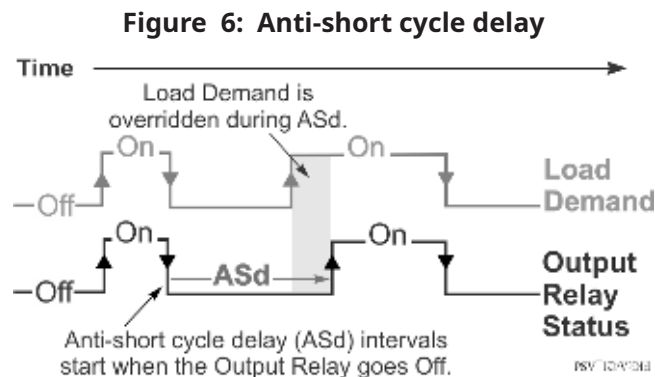 Figure 6: Anti-short cycle delay
Time
Load Demand is
overridden during ASd.
On
On
Off
Load
Demand
On
On
ASd
Off
Output
Relay
Status
Anti-short cycle delay (ASd) intervals
start when the Output Relay goes Off.